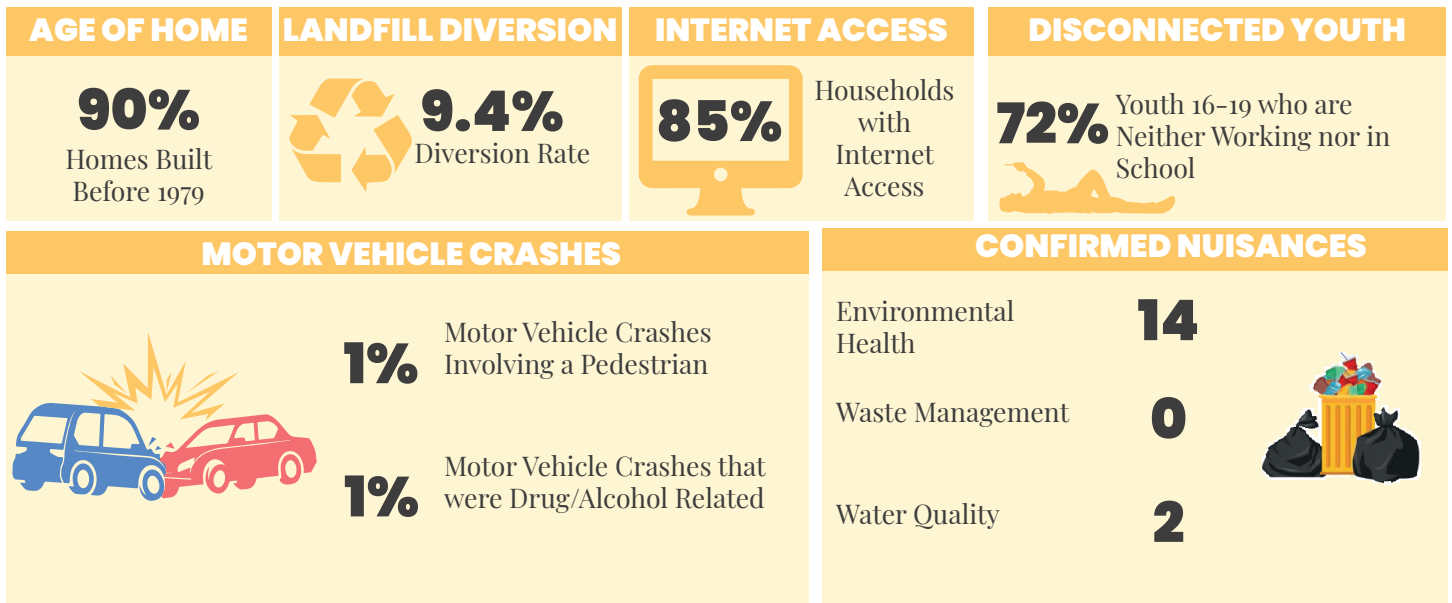 AGE OF HOME
90%
Homes Built
Before 1979
LANDFILL DIVERSION
9.4%
Diversion Rate
INTERNET ACCESS
85%
Households
with
Internet
Access
DISCONNECTED YOUTH
72%
Youth 16-19 who are
Neither Working nor in
School
MOTOR VEHICLE CRASHES
1%
Motor Vehicle Crashes
Involving a Pedestrian
1%
Motor Vehicle Crashes that
were Drug/Alcohol Related
CONFIRMED NUISANCES
Environmental
Health
14
Waste Management
0
Water Quality
2